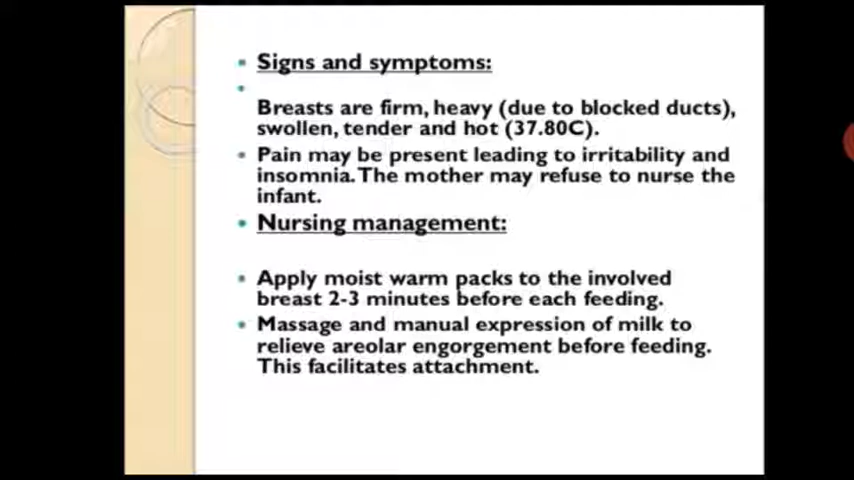 Signs and symptoms:
Breasts are firm, heavy (due to blocked ducts),
swollen, tender and hot (37.80C).
Pain may be present leading to irritability and
insomnia. The mother may refuse to nurse the
infant.
Nursing management:
Apply moist warm packs to the involved
breast 2-3 minutes before each feeding.
Massage and manual expression of milk to
relieve areolar engorgement before feeding.
This facilitates attachment.